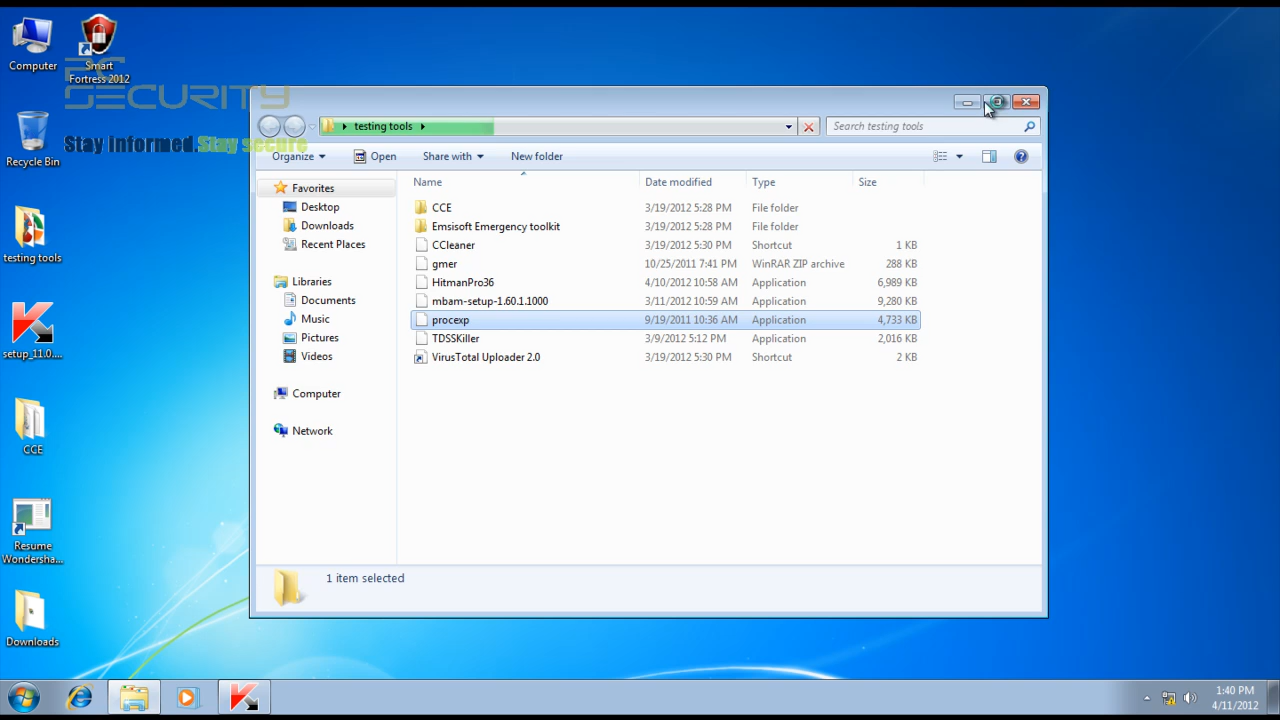 Computer
Smart
Fortress 2012
PC
SECURITY
Stay informed.Stay secure
Recycle Bin
testing tools
setup_11.0....
CCE
Resume
Wondersha...
Downloads
testing tools
Search testing tools
Organize
Open
Share with
New folder
Favorites
Desktop
Downloads
Recent Places
Libraries
Documents
Music
Pictures
Videos
Computer
Network
Name Date modified Type Size
CCE 3/19/2012 5:28 PM File folder
Emsisoft Emergency toolkit 3/19/2012 5:28 PM File folder
CCleaner 3/19/2012 5:30 PM Shortcut 1 KB
gmer 10/25/2011 7:41 PM WinRAR ZIP archive 288 KB
HitmanPro36 4/10/2012 10:58 AM Application 6,989 KB
mbam-setup-1.60.1.1000 3/11/2012 10:59 AM Application 9,280 KB
procexp 9/19/2011 10:36 AM Application 4,733 KB
TDSSKiller 3/9/2012 5:12 PM Application 2,016 KB
VirusTotal Uploader 2.0 3/19/2012 5:30 PM Shortcut 2 KB
1 item selected
1:40 PM
4/11/2012